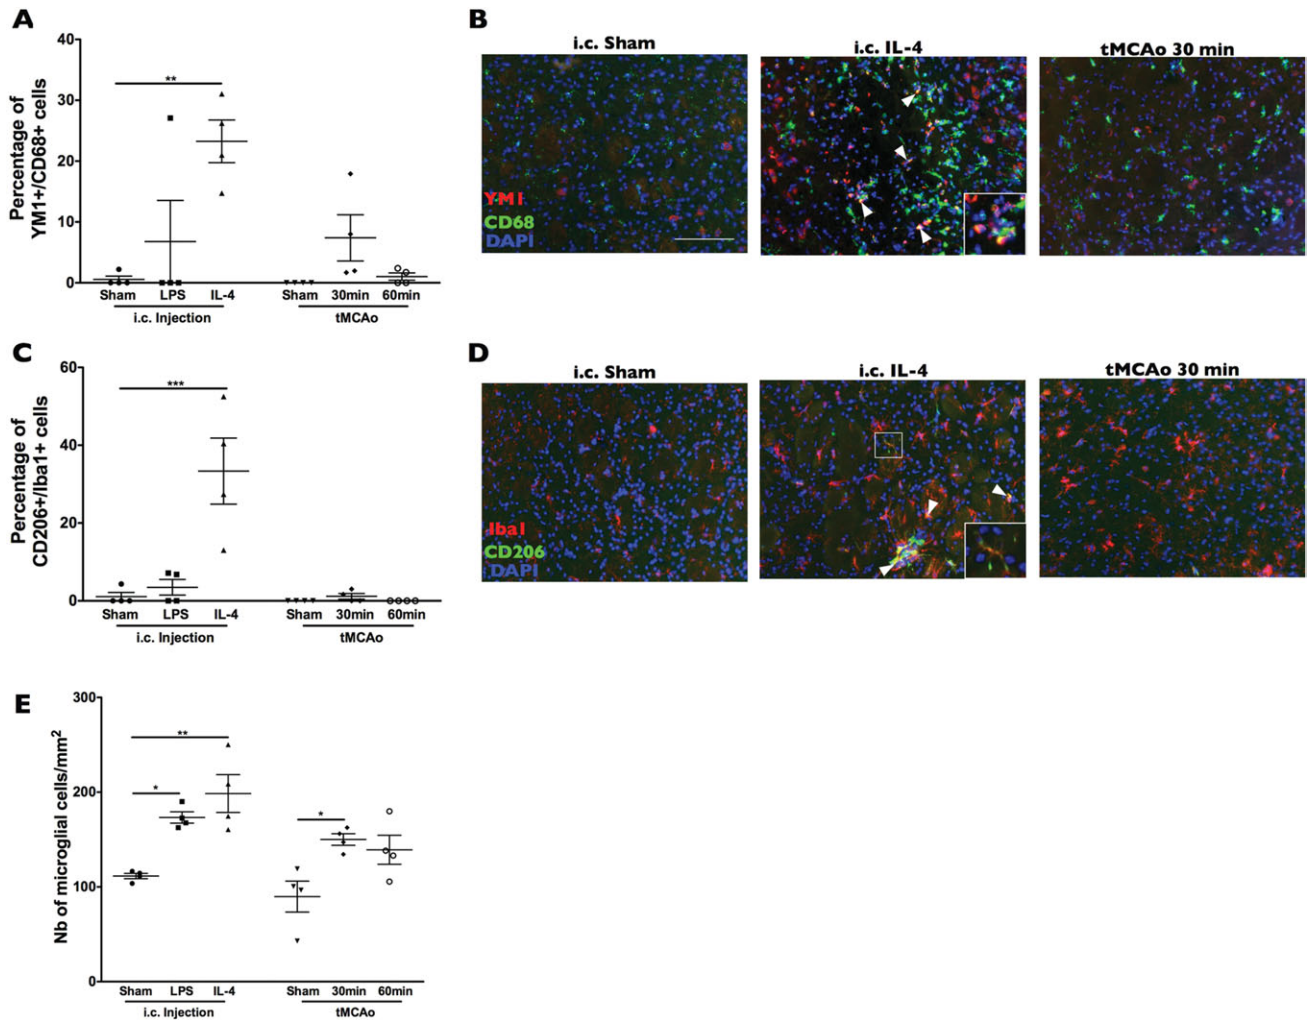 A
Percentage of
YM1+/CD68+ cells
40
30
20
10
0
**
Sham LPS IL-4 Sham 30min 60min
i.c. Injection tMCAo
B
i.c. Sham i.c. IL-4 tMCAo 30 min
YM1
CD68
DAPI
C
Percentage of
CD206+/Iba1+ cells
60
40
20
0
***
Sham LPS IL-4 Sham 30min 60min
i.c. Injection tMCAo
D
i.c. Sham i.c. IL-4 tMCAo 30 min
Iba1
CD206
DAPI
E
Nb of microglial cells/mm²
300
200
100
0
**
*
*
Sham LPS IL-4 Sham 30min 60min
i.c. Injection tMCAo